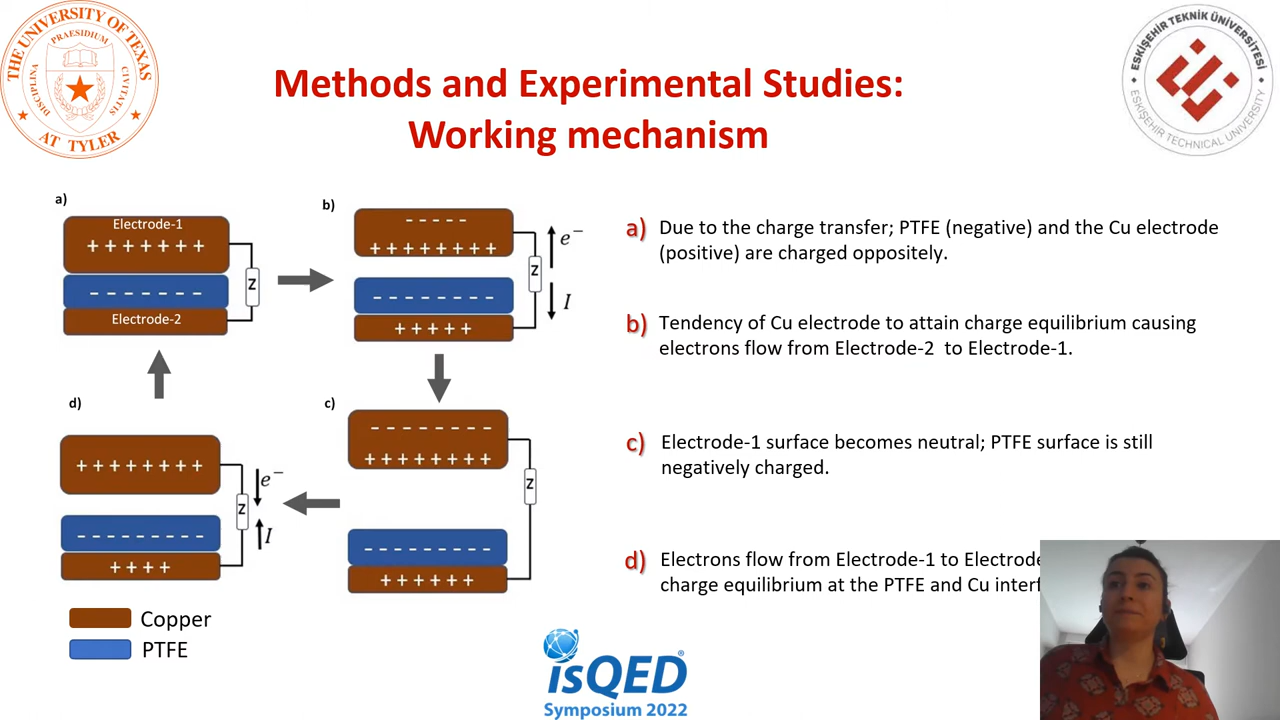 THE UNIVERSITY OF TEXAS
PRAESIDIUM
DISCIPLINA
CIVITATIS
AT TYLER
ESKİŞEHİR TEKNİK ÜNİVERSİTESİ
ESKİŞEHİR TECHNICAL UNIVERSITY
Methods and Experimental Studies:
Working mechanism
a)
Electrode-1
+ + + + + + +
- - - - - - -
Electrode-2
Z
b)
- - - - -
+ + + + + + + +
- - - - - - - -
+ + + + +
Z
e⁻
I
d)
+ + + + + + + +
- - - - - - - - -
+ + + +
Z
e⁻
I
c)
- - - - - - - -
+ + + + + + + +
- - - - - - - - -
+ + + + + +
Z
Copper
PTFE
a) Due to the charge transfer; PTFE (negative) and the Cu electrode
(positive) are charged oppositely.
b) Tendency of Cu electrode to attain charge equilibrium causing
electrons flow from Electrode-2 to Electrode-1.
c) Electrode-1 surface becomes neutral; PTFE surface is still
negatively charged.
d) Electrons flow from Electrode-1 to
charge equilibrium at the PTFE and Cu
isQED
Symposium 2022